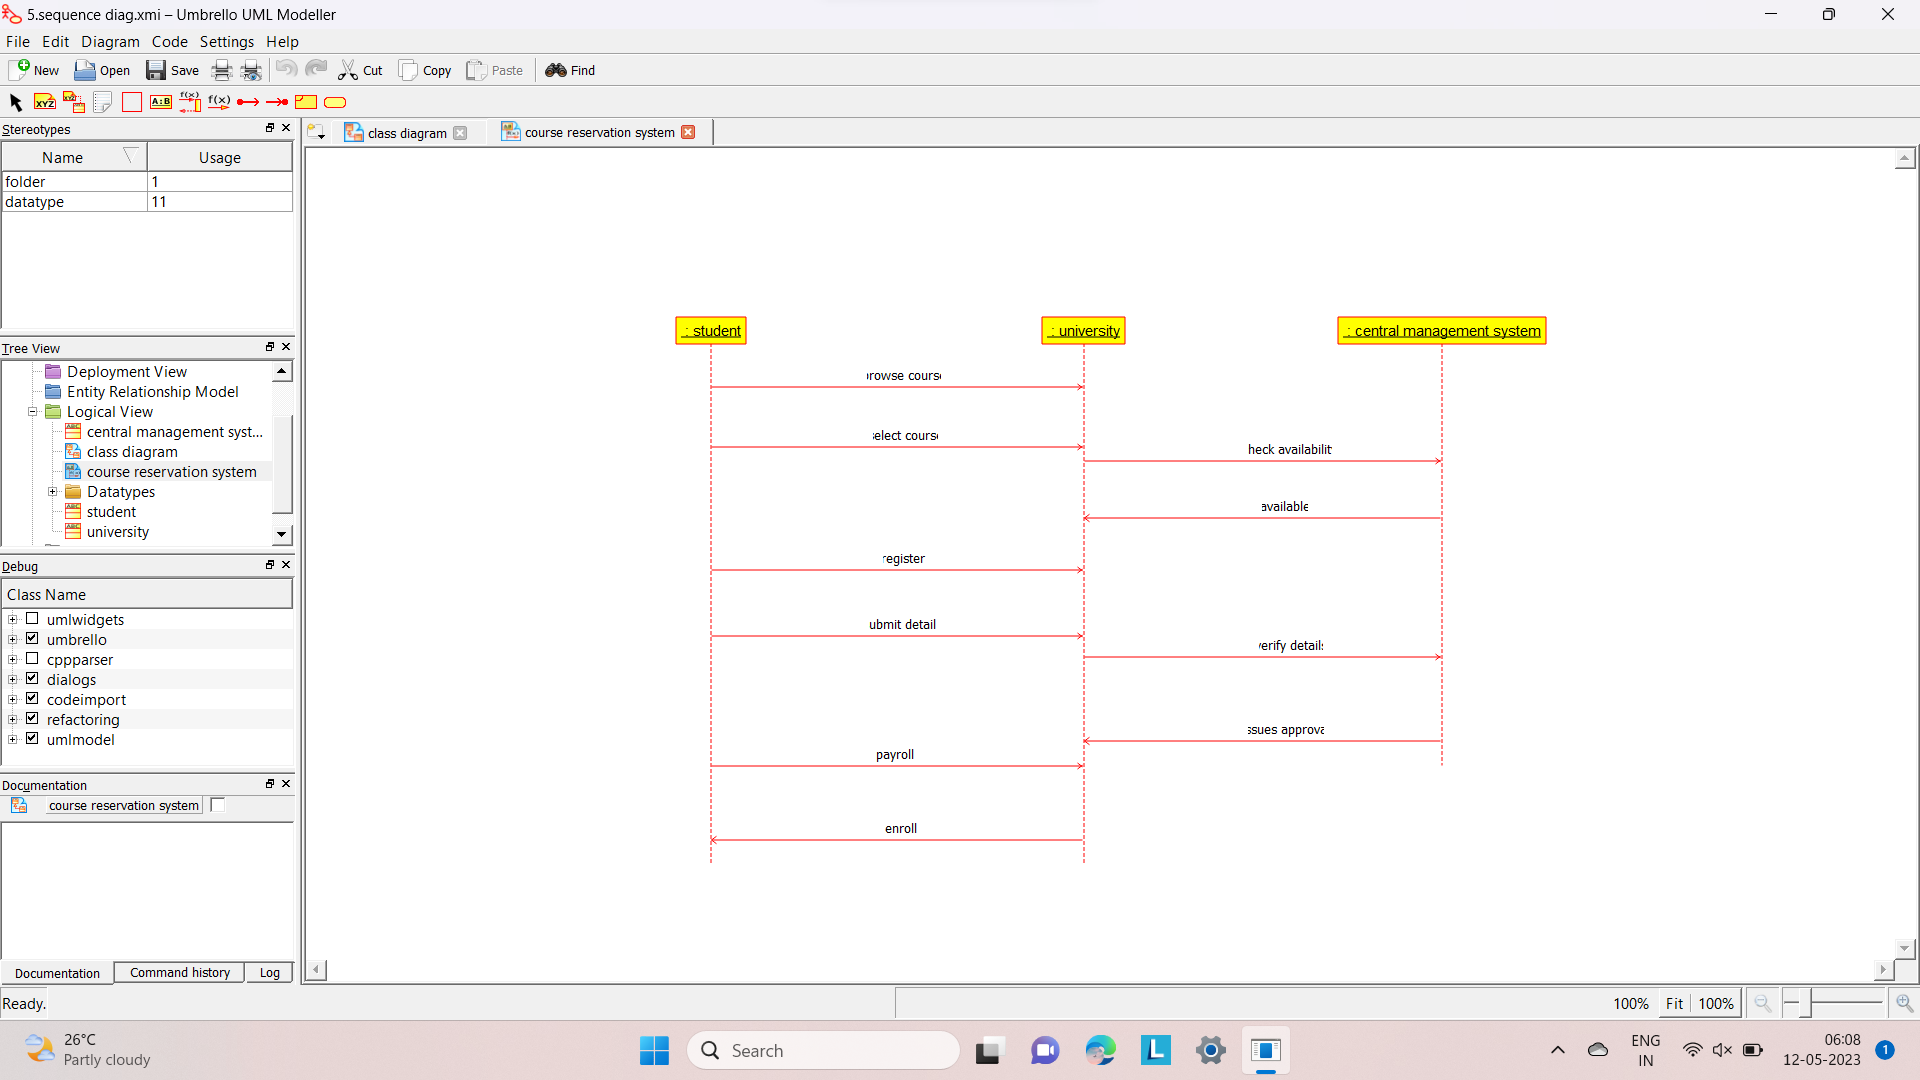 5.sequence diag.xmi – Umbrello UML Modeller
File Edit Diagram Code Settings Help
New Open Save Cut Copy Paste Find
XYZ A:B f(x)
Stereotypes
Name Usage
folder 1
datatype 11
Tree View
Deployment View
Entity Relationship Model
Logical View
central management syst...
class diagram
course reservation system
Datatypes
student
university
Debug
Class Name
umlwidgets
umbrello
cppparser
dialogs
codeimport
refactoring
umlmodel
Documentation
course reservation system
Documentation Command history Log
Ready.
class diagram course reservation system
: student : university : central management system
rowse cours
select cours
heck availabilit
available
register
ubmit detail
verify details
ssues approva
payroll
enroll
100% Fit 100%
26°C
Partly cloudy
Search
L
ENG
IN
06:08
12-05-2023
1